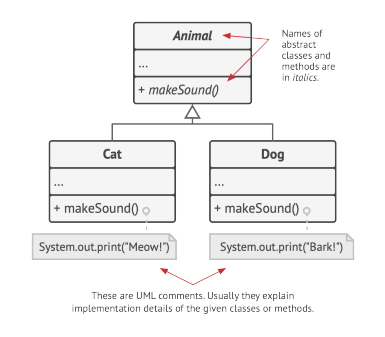 Animal
...
+ makeSound()
Names of
abstract
classes and
methods are
in italics.
Cat
...
+ makeSound()
System.out.print("Meow!")
Dog
...
+ makeSound()
System.out.print("Bark!")
These are UML comments. Usually they explain
implementation details of the given classes or methods.